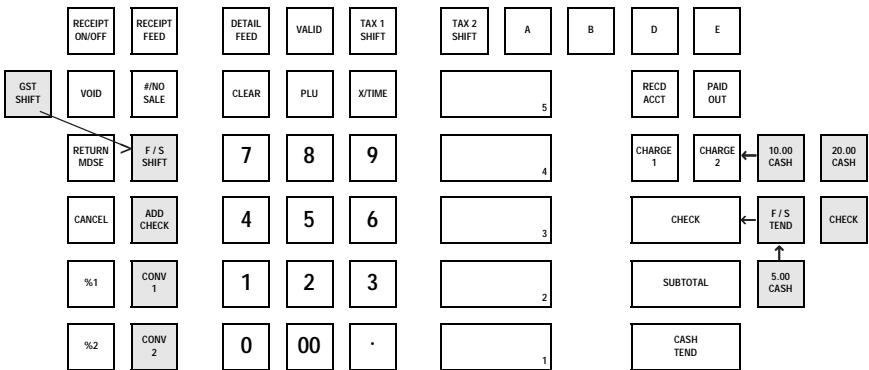 RECEIPT
ON/OFF
RECEIPT
FEED
DETAIL
FEED
VALID
TAX 1
SHIFT
TAX 2
SHIFT
A
B
D
E
GST
SHIFT
VOID
#/NO
SALE
CLEAR
PLU
X/TIME
5
RECD
ACCT
PAID
OUT
RETURN
MDSE
F / S
SHIFT
7
8
9
4
CHARGE
1
CHARGE
2
10.00
CASH
20.00
CASH
CANCEL
ADD
CHECK
4
5
6
3
CHECK
F / S
TEND
CHECK
%1
CONV
1
1
2
3
2
SUBTOTAL
5.00
CASH
%2
CONV
2
0
00
.
1
CASH
TEND